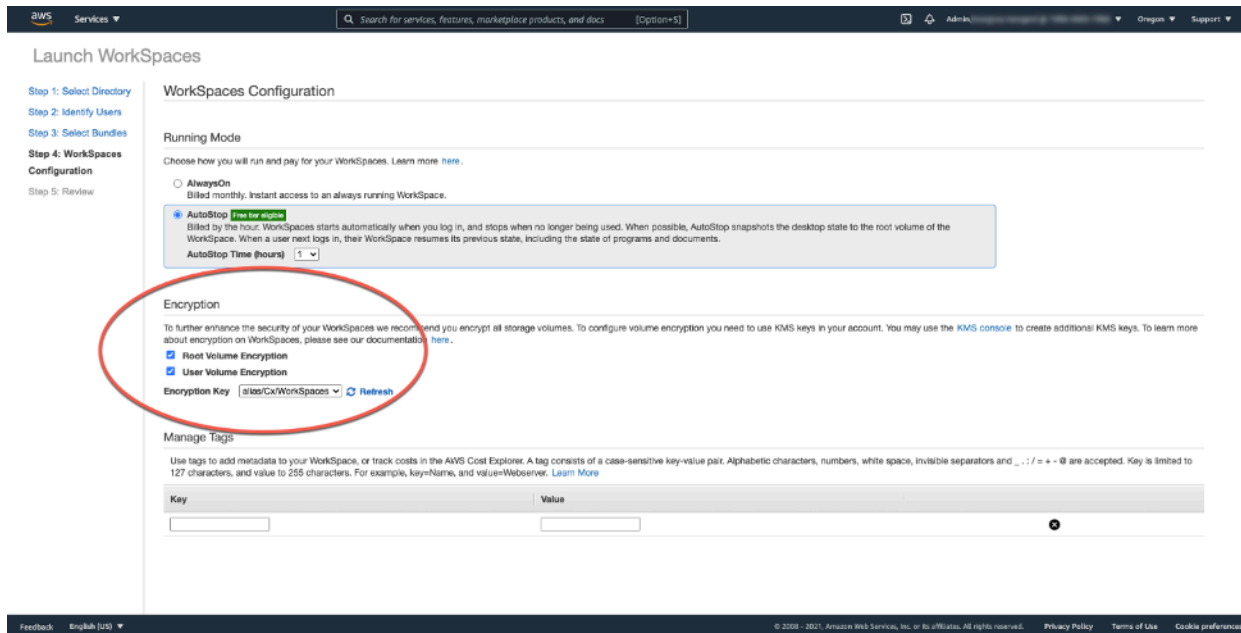 aws
Services ▼
Search for services, features, marketplace products, and docs [Option+S]
Admin
Oregon ▼
Support ▼
Launch WorkSpaces
Step 1: Select Directory
Step 2: Identify Users
Step 3: Select Bundles
Step 4: WorkSpaces
Configuration
Step 5: Review
WorkSpaces Configuration
Running Mode
Choose how you will run and pay for your WorkSpaces. Learn more here.
AlwaysOn
Billed monthly. Instant access to an always running WorkSpace.
AutoStop Free tier eligible
Billed by the hour. WorkSpaces starts automatically when you log in, and stops when no longer being used. When possible, AutoStop snapshots the desktop state to the root volume of the
WorkSpace. When a user next logs in, their WorkSpace resumes its previous state, including the state of programs and documents.
AutoStop Time (hours) 1
Encryption
To further enhance the security of your WorkSpaces we recommend you encrypt all storage volumes. To configure volume encryption you need to use KMS keys in your account. You may use the KMS console to create additional KMS keys. To learn more
about encryption on WorkSpaces, please see our documentation here.
Root Volume Encryption
User Volume Encryption
Encryption Key alias/Cx/WorkSpaces Refresh
Manage Tags
Use tags to add metadata to your WorkSpace, or track costs in the AWS Cost Explorer. A tag consists of a case-sensitive key-value pair. Alphabetic characters, numbers, white space, invisible separators and _ . : / = + - @ are accepted. Key is limited to
127 characters, and value to 255 characters. For example, key=Name, and value=Webserver. Learn More
Key Value
Feedback English (US) ▼
© 2008 - 2021, Amazon Web Services, Inc. or its affiliates. All rights reserved. Privacy Policy Terms of Use Cookie preferences